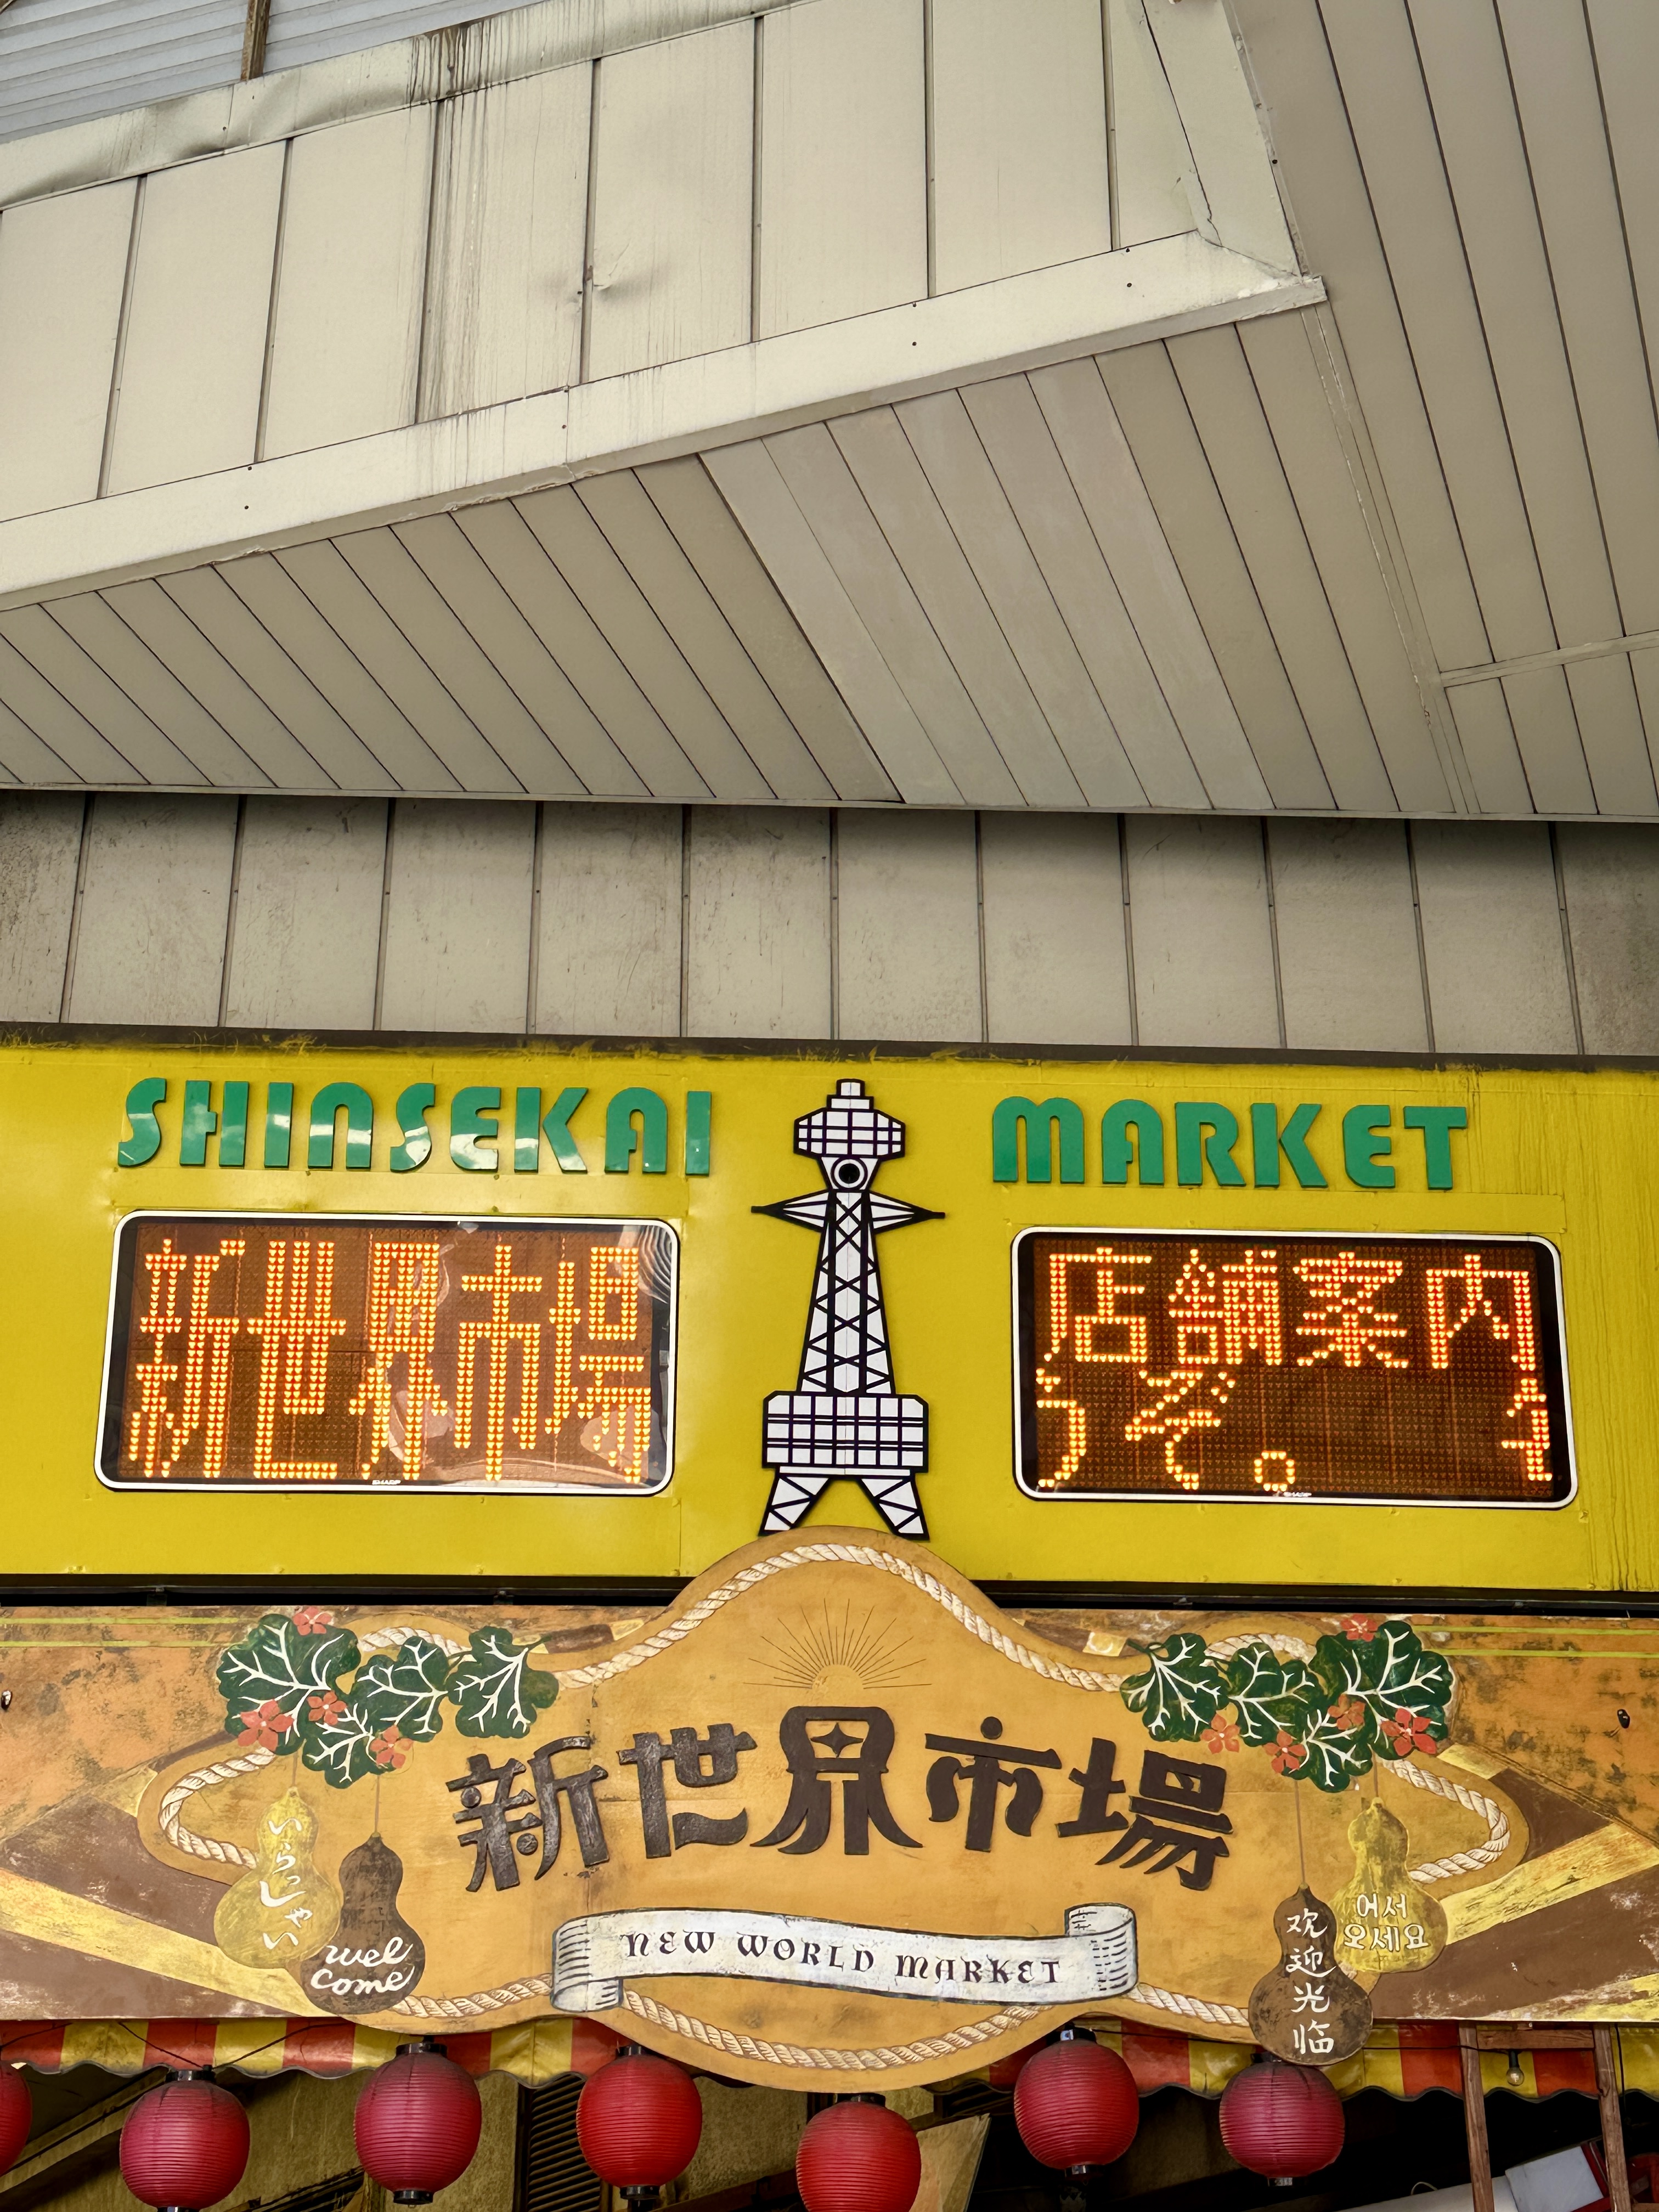 SHINSEKAI MARKET
新世界市場
店舗案内
うぞ。
新世界市場
NEW WORLD MARKET
いらっしゃい
wel
come
欢迎光临
어서
오세요